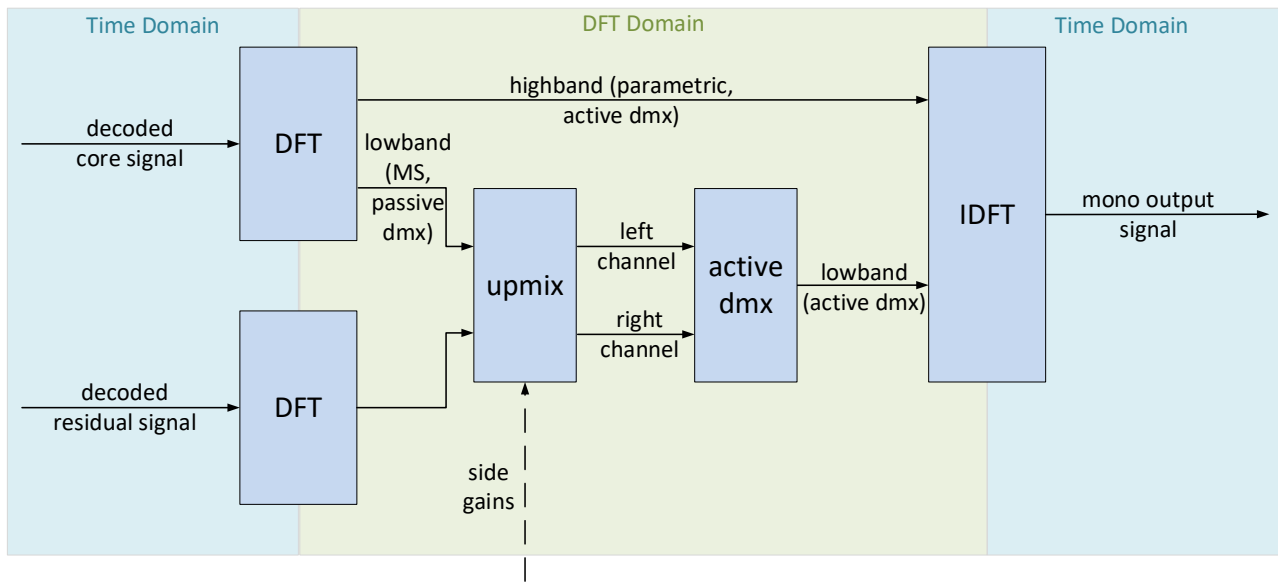 Time Domain
DFT Domain
Time Domain
highband (parametric,
active dmx)
decoded
core signal
DFT
lowband
(MS,
passive
dmx)
IDFT
mono output
signal
left
channel
upmix
active
dmx
lowband
(active dmx)
right
channel
decoded
residual signal
DFT
side
gains